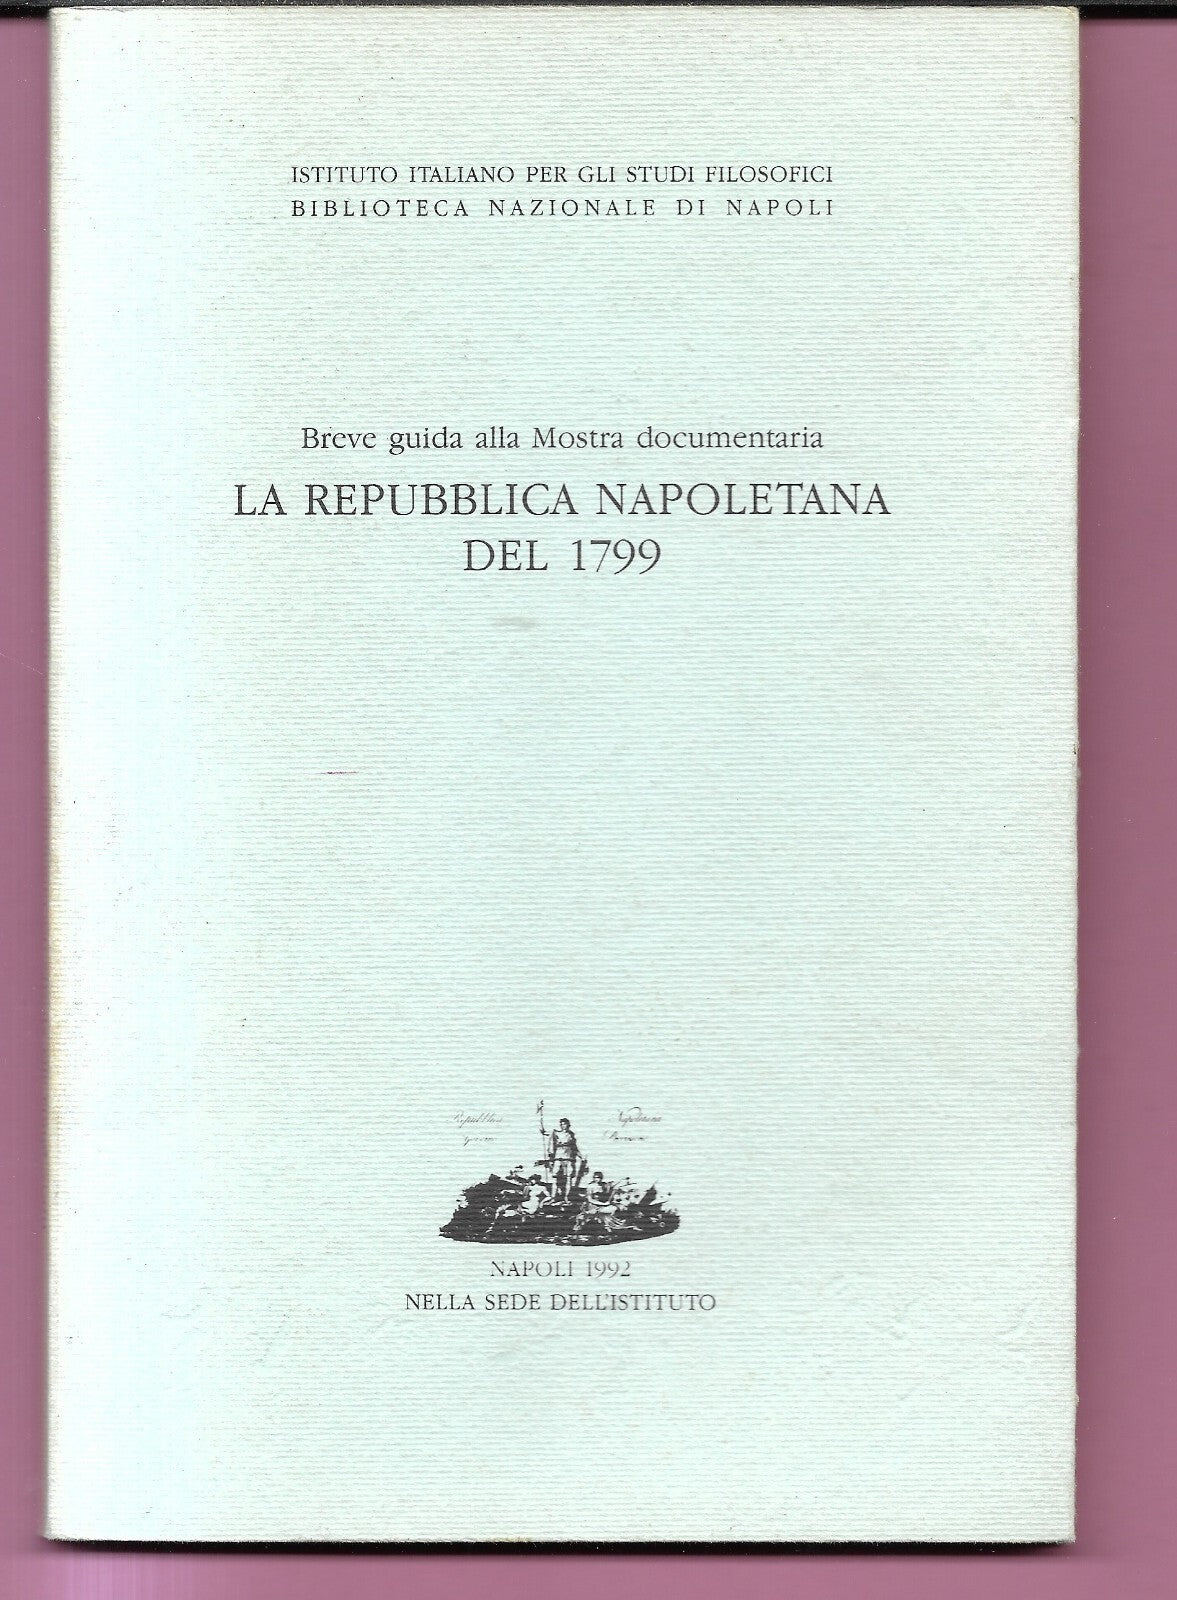 ISTITUTO ITALIANO PER GLI STUDI FILOSOFICI
BIBLIOTECA NAZIONALE DI NAPOLI
Breve guida alla Mostra documentaria
LA REPUBBLICA NAPOLETANA
DEL 1799
NAPOLI 1992
NELLA SEDE DELL'ISTITUTO